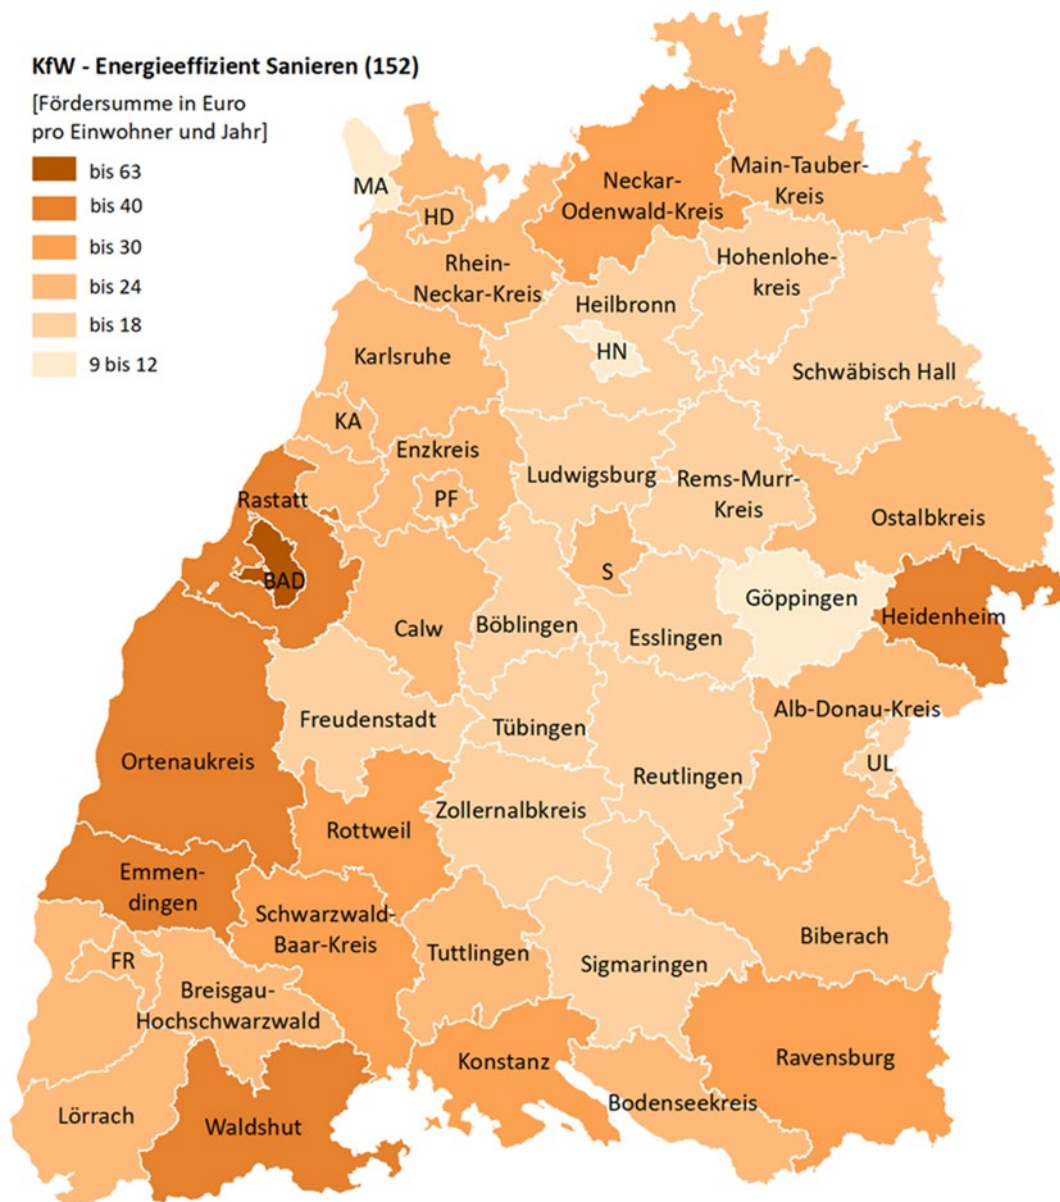 KfW - Energieeffizient Sanieren (152)
[Fördersumme in Euro
pro Einwohner und Jahr]
bis 63
bis 40
bis 30
bis 24
bis 18
9 bis 12
MA
HD
Neckar-
Odenwald-Kreis
Main-Tauber-
Kreis
Rhein-
Neckar-Kreis
Hohenlohe-
kreis
Heilbronn
HN
Karlsruhe
Schwäbisch Hall
KA
Enzkreis
Ludwigsburg
Rems-Murr-
Kreis
PF
Rastatt
Ostalbkreis
BAD
S
Göppingen
Heidenheim
Calw
Böblingen
Esslingen
Freudenstadt
Tübingen
Alb-Donau-Kreis
Ortenaukreis
Reutlingen
UL
Zollernalbkreis
Rottweil
Emmen-
dingen
Schwarzwald-
Baar-Kreis
Tuttlingen
Sigmaringen
Biberach
FR
Breisgau-
Hochschwarzwald
Konstanz
Ravensburg
Bodenseekreis
Lörrach
Waldshut